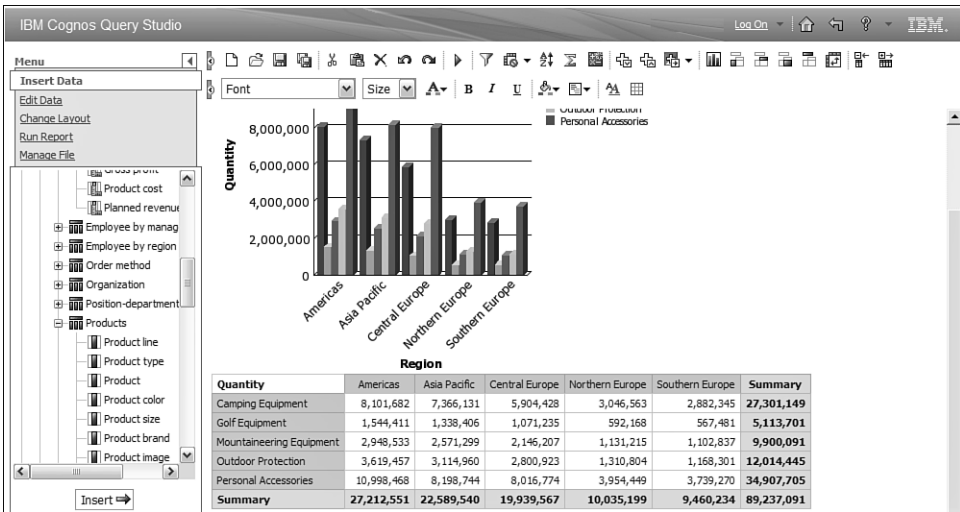 IBM Cognos Query Studio
Log On
IBM.
Menu
Insert Data
Edit Data
Change Layout
Run Report
Manage File
Gross profit
Product cost
Planned revenue
Employee by manag
Employee by region
Order method
Organization
Position-department
Products
Product line
Product type
Product
Product color
Product size
Product brand
Product image
Insert
Font Size A B I U
Outdoor Protection
Personal Accessories
Quantity
8,000,000
6,000,000
4,000,000
2,000,000
0
Americas
Asia Pacific
Central Europe
Northern Europe
Southern Europe
Region
Quantity Americas Asia Pacific Central Europe Northern Europe Southern Europe Summary
Camping Equipment 8,101,682 7,366,131 5,904,428 3,046,563 2,882,345 27,301,149
Golf Equipment 1,544,411 1,338,406 1,071,235 592,168 567,481 5,113,701
Mountaineering Equipment 2,948,533 2,571,299 2,146,207 1,131,215 1,102,837 9,900,091
Outdoor Protection 3,619,457 3,114,960 2,800,923 1,310,804 1,168,301 12,014,445
Personal Accessories 10,998,468 8,198,744 8,016,774 3,954,449 3,739,270 34,907,705
Summary 27,212,551 22,589,540 19,939,567 10,035,199 9,460,234 89,237,091